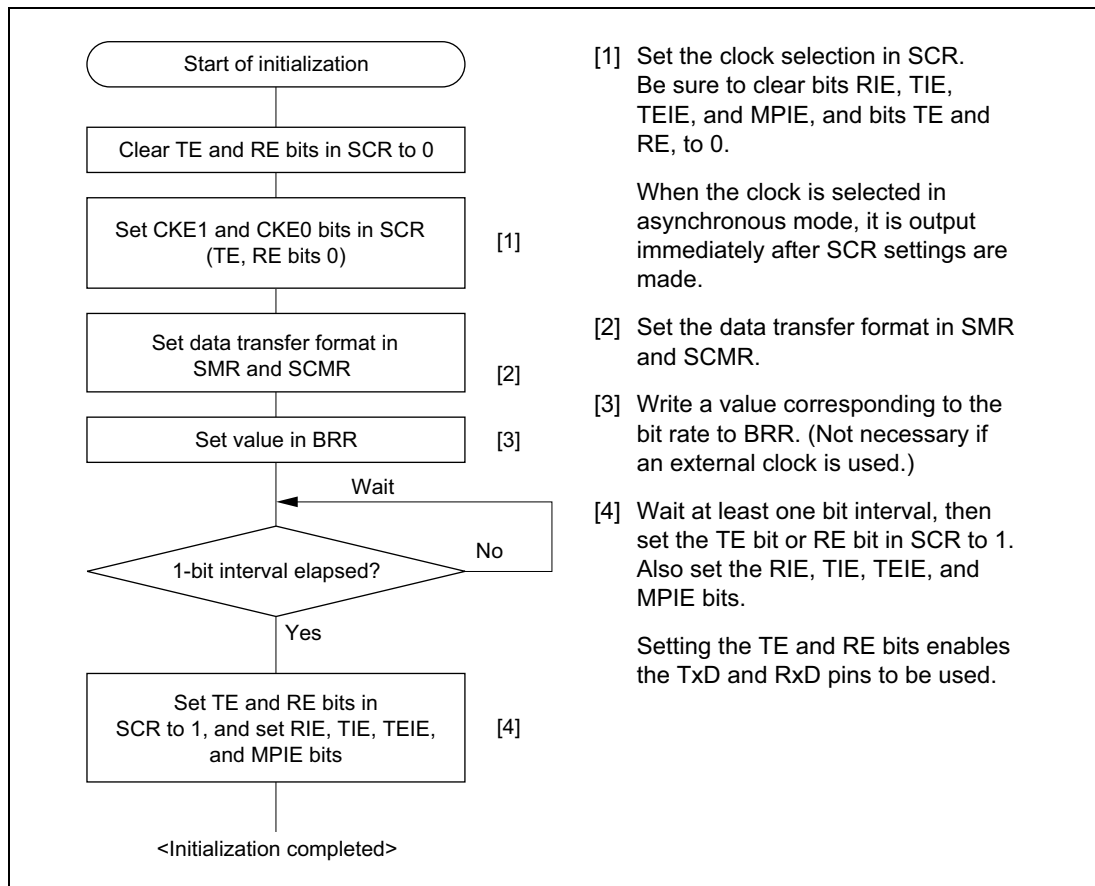 Start of initialization
Clear TE and RE bits in SCR to 0
Set CKE1 and CKE0 bits in SCR
(TE, RE bits 0)
[1]
Set data transfer format in
SMR and SCMR
[2]
Set value in BRR
[3]
Wait
1-bit interval elapsed?
No
Yes
Set TE and RE bits in
SCR to 1, and set RIE, TIE, TEIE,
and MPIE bits
[4]
<Initialization completed>
[1] Set the clock selection in SCR.
Be sure to clear bits RIE, TIE,
TEIE, and MPIE, and bits TE and
RE, to 0.
When the clock is selected in
asynchronous mode, it is output
immediately after SCR settings are
made.
[2] Set the data transfer format in SMR
and SCMR.
[3] Write a value corresponding to the
bit rate to BRR. (Not necessary if
an external clock is used.)
[4] Wait at least one bit interval, then
set the TE bit or RE bit in SCR to 1.
Also set the RIE, TIE, TEIE, and
MPIE bits.
Setting the TE and RE bits enables
the TxD and RxD pins to be used.